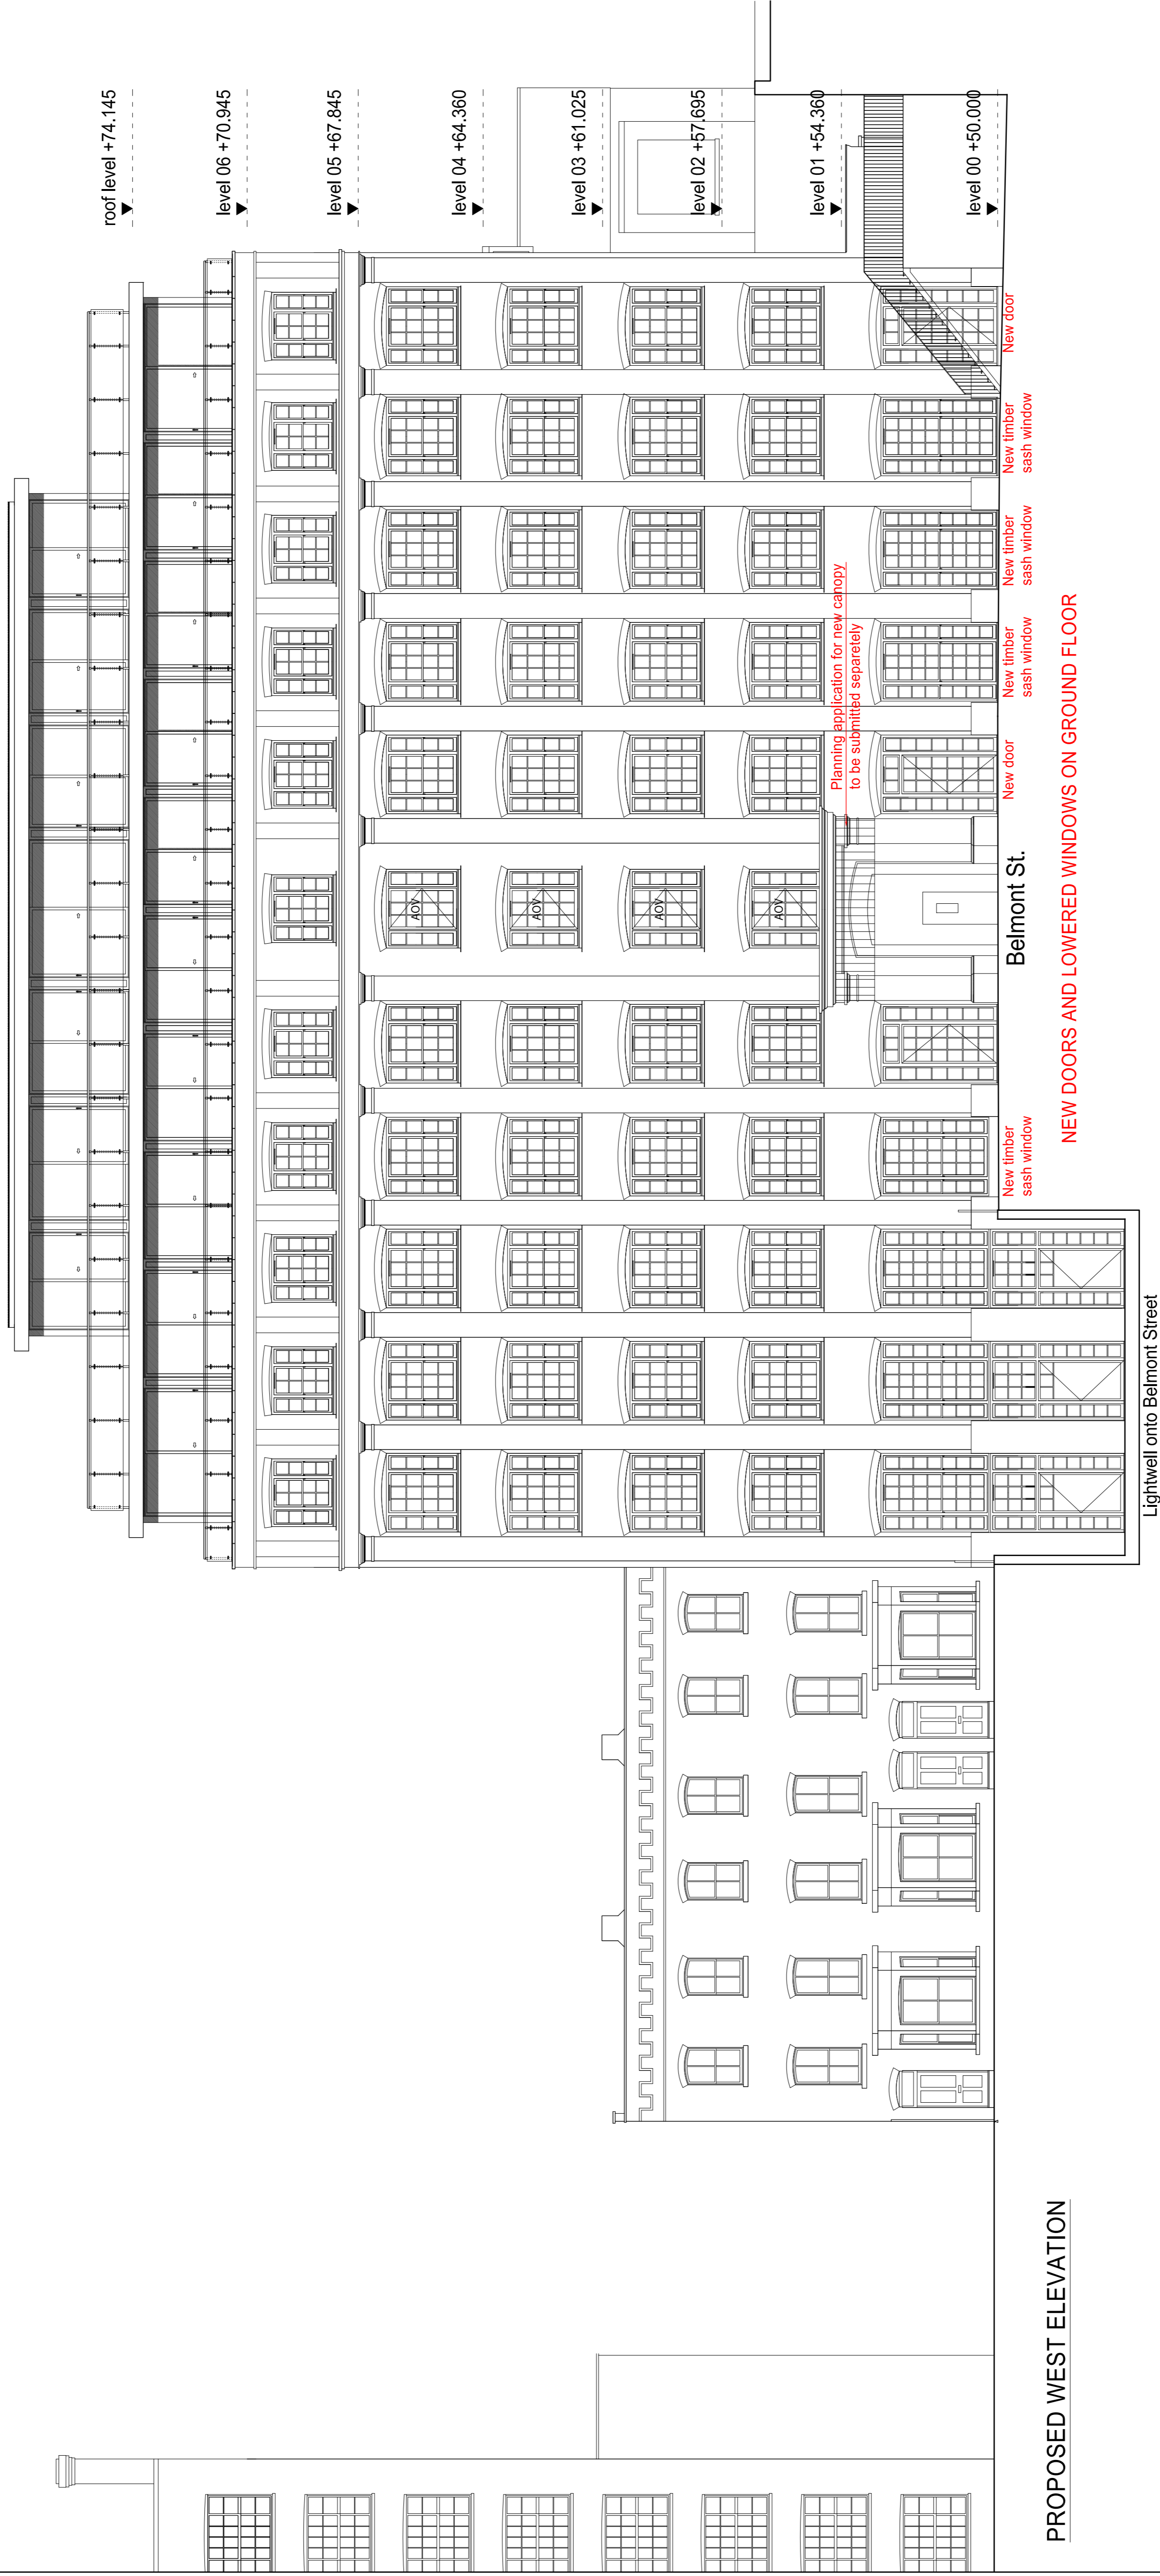 roof level +74.145
level 06 +70.945
level 05 +67.845
level 04 +64.360
level 03 +61.025
level 02 +57.695
level 01 +54.360
level 00 +50.000
AOV
AOV
AOV
AOV
Planning application for new canopy
to be submitted separetely
New timber
sash window
New door
New timber
sash window
New timber
sash window
New timber
sash window
New door
Belmont St.
NEW DOORS AND LOWERED WINDOWS ON GROUND FLOOR
Lightwell onto Belmont Street
PROPOSED WEST ELEVATION